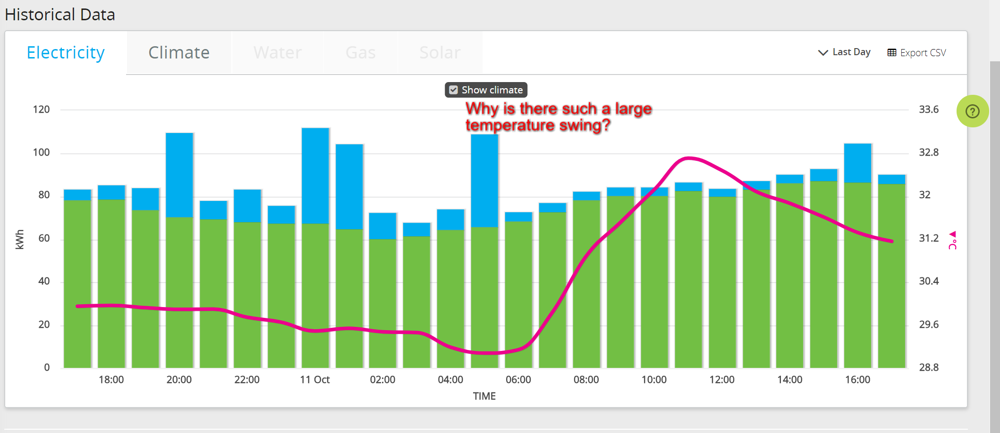 Historical Data
Electricity
Climate
Water
Gas
Solar
Last Day
Export CSV
Show climate
Why is there such a large
temperature swing?
120
100
80
60
40
20
0
kWh
33.6
32.8
32
31.2
30.4
29.6
28.8
°C
?
18:00
20:00
22:00
11 Oct
02:00
04:00
06:00
08:00
10:00
12:00
14:00
16:00
TIME